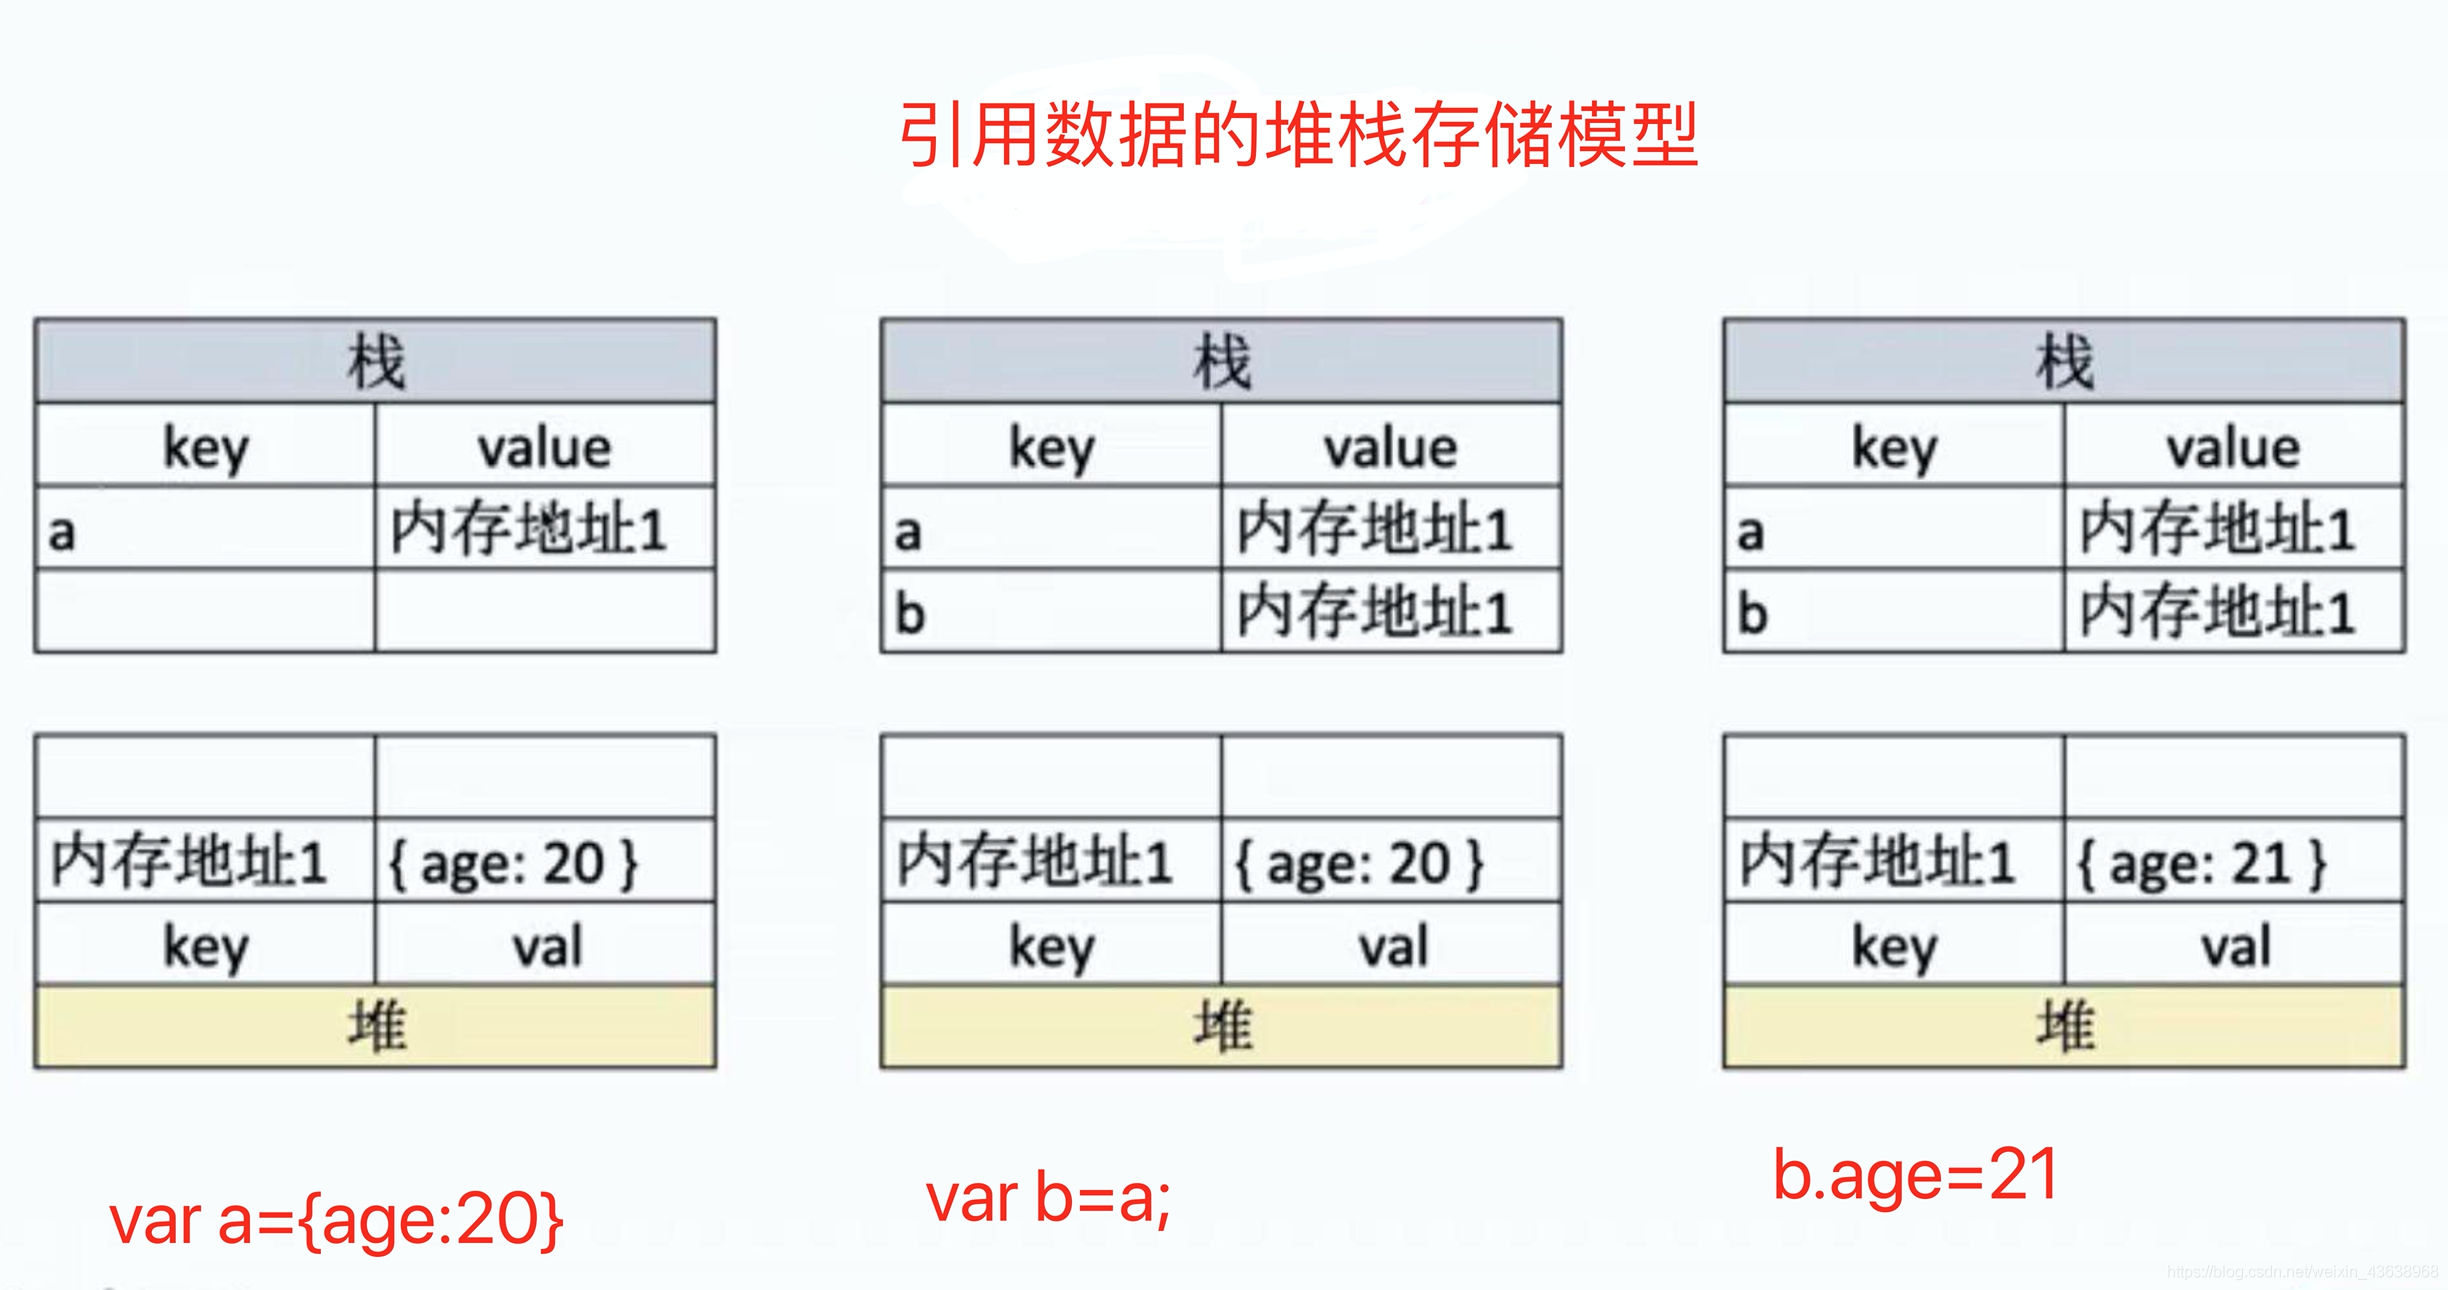 引用数据的堆栈存储模型
栈
key value
a 内存地址1
内存地址1 { age: 20 }
key val
堆
var a={age:20}
栈
key value
a 内存地址1
b 内存地址1
内存地址1 { age: 20 }
key val
堆
var b=a;
栈
key value
a 内存地址1
b 内存地址1
内存地址1 { age: 21 }
key val
堆
b.age=21
https://blog.csdn.net/weixin_43638968